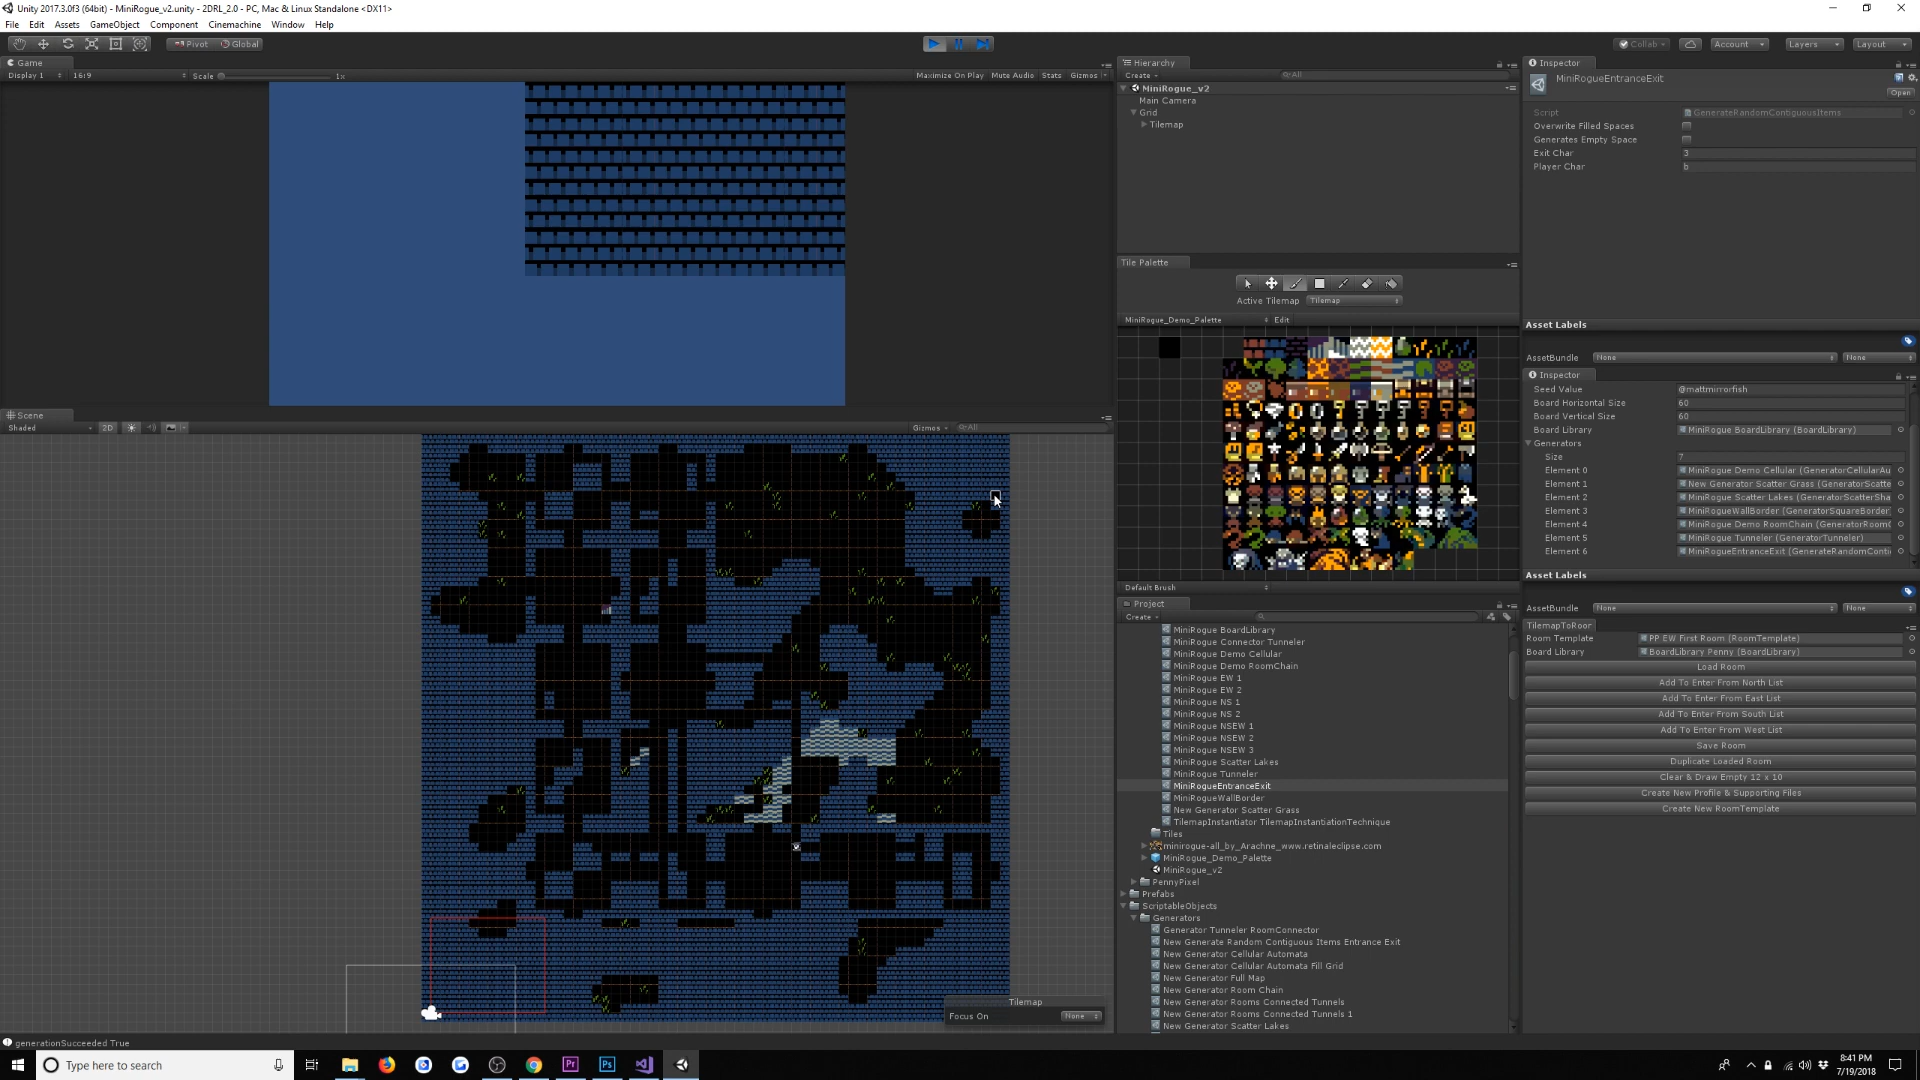 Unity 2017.3.0f3 (64bit) - MiniRogue_v2.unity - 2DRL_2.0 - PC, Mac & Linux Standalone <DX11>
File Edit Assets GameObject Component Cinemachine Window Help
Pivot Global Collab Account Layers Layout
Game
Display 1 16:9 Scale 1x Maximize On Play Mute Audio Stats Gizmos
Scene
Shaded 2D Gizmos All
Tilemap
Focus On None
Hierarchy
Create All
MiniRogue_v2
Main Camera
Grid
Tilemap
Tile Palette
Active Tilemap Tilemap
MiniRogue_Demo_Palette Edit
Default Brush
Project
Create
MiniRogue BoardLibrary
MiniRogue Connector Tunneler
MiniRogue Demo Cellular
MiniRogue Demo RoomChain
MiniRogue EW 1
MiniRogue EW 2
MiniRogue NS 1
MiniRogue NS 2
MiniRogue NSEW 1
MiniRogue NSEW 2
MiniRogue NSEW 3
MiniRogue Scatter Lakes
MiniRogue Tunneler
MiniRogueEntranceExit
MiniRogueWallBorder
New Generator Scatter Grass
TilemapInstantiator TilemapInstantiationTechnique
Tiles
minirogue-all_by_Arachne_www.retinaleclipse.com
MiniRogue_Demo_Palette
MiniRogue_v2
PennyPixel
Prefabs
ScriptableObjects
Generators
Generator Tunneler RoomConnector
New Generate Random Contiguous Items Entrance Exit
New Generator Cellular Automata
New Generator Cellular Automata Fill Grid
New Generator Full Map
New Generator Room Chain
New Generator Rooms Connected Tunnels
New Generator Rooms Connected Tunnels 1
New Generator Scatter Lakes
Inspector
MiniRogueEntranceExit
Open
Script GenerateRandomContiguousItems
Overwrite Filled Spaces
Generates Empty Space
Exit Char 3
Player Char b
Asset Labels
AssetBundle None None
Inspector
Seed Value @mattmirrorfish
Board Horizontal Size 60
Board Vertical Size 60
Board Library MiniRogue BoardLibrary (BoardLibrary)
Generators
Size 7
Element 0 MiniRogue Demo Cellular (GeneratorCellularAu
Element 1 New Generator Scatter Grass (GeneratorScatte
Element 2 MiniRogue Scatter Lakes (GeneratorScatterSha
Element 3 MiniRogueWallBorder (GeneratorSquareBorder
Element 4 MiniRogue Demo RoomChain (GeneratorRoomC
Element 5 MiniRogue Tunneler (GeneratorTunneler)
Element 6 MiniRogueEntranceExit (GenerateRandomConti
Asset Labels
AssetBundle None None
TilemapToRoor
Room Template PP EW First Room (RoomTemplate)
Board Library BoardLibrary Penny (BoardLibrary)
Load Room
Add To Enter From North List
Add To Enter From East List
Add To Enter From South List
Add To Enter From West List
Save Room
Duplicate Loaded Room
Clear & Draw Empty 12 x 10
Create New Profile & Supporting Files
Create New RoomTemplate
generationSucceeded True
Type here to search
Pr Ps
8:41 PM
7/19/2018